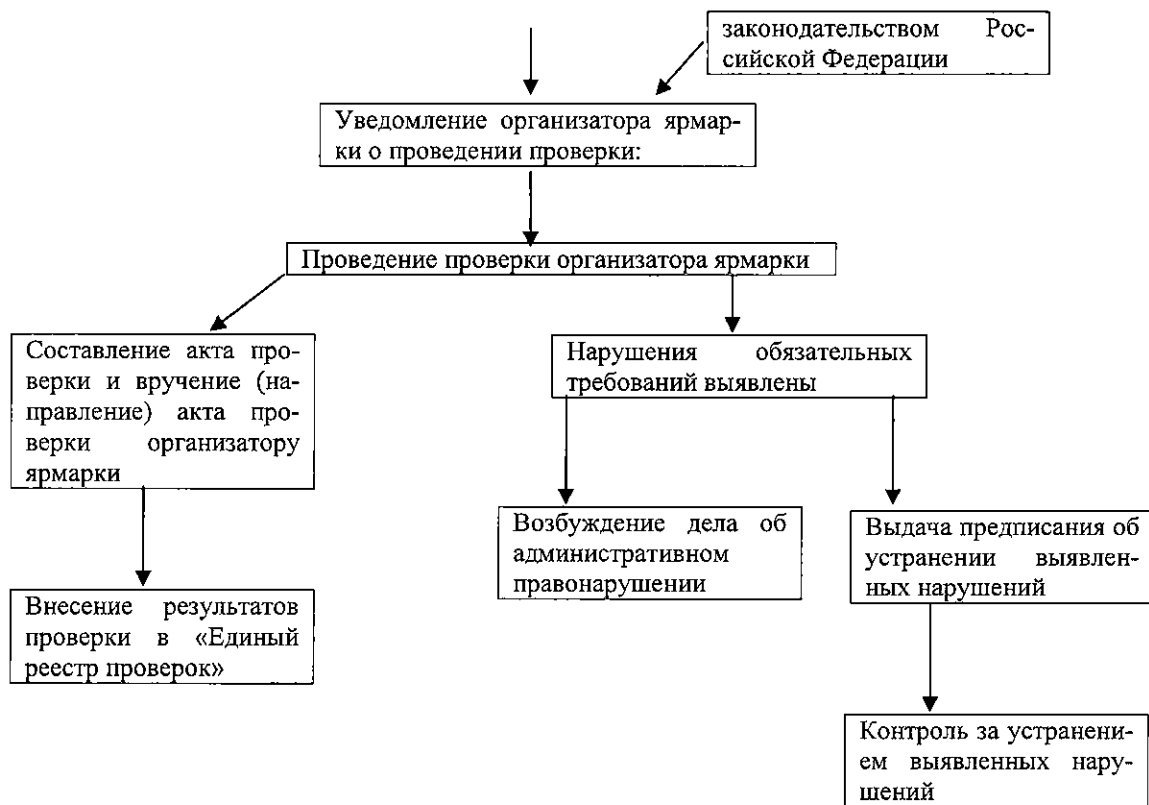 законодательством Рос-
сийской Федерации
Уведомление организатора ярмар-
ки о проведении проверки:
Проведение проверки организатора ярмарки
Составление акта про-
верки и вручение (на-
правление) акта про-
верки организатору
ярмарки
Нарушения обязательных
требований выявлены
Возбуждение дела об
административном
правонарушении
Выдача предписания об
устранении выявлен-
ных нарушений
Внесение результатов
проверки в «Единый
реестр проверок»
Контроль за устранени-
ем выявленных нару-
шений